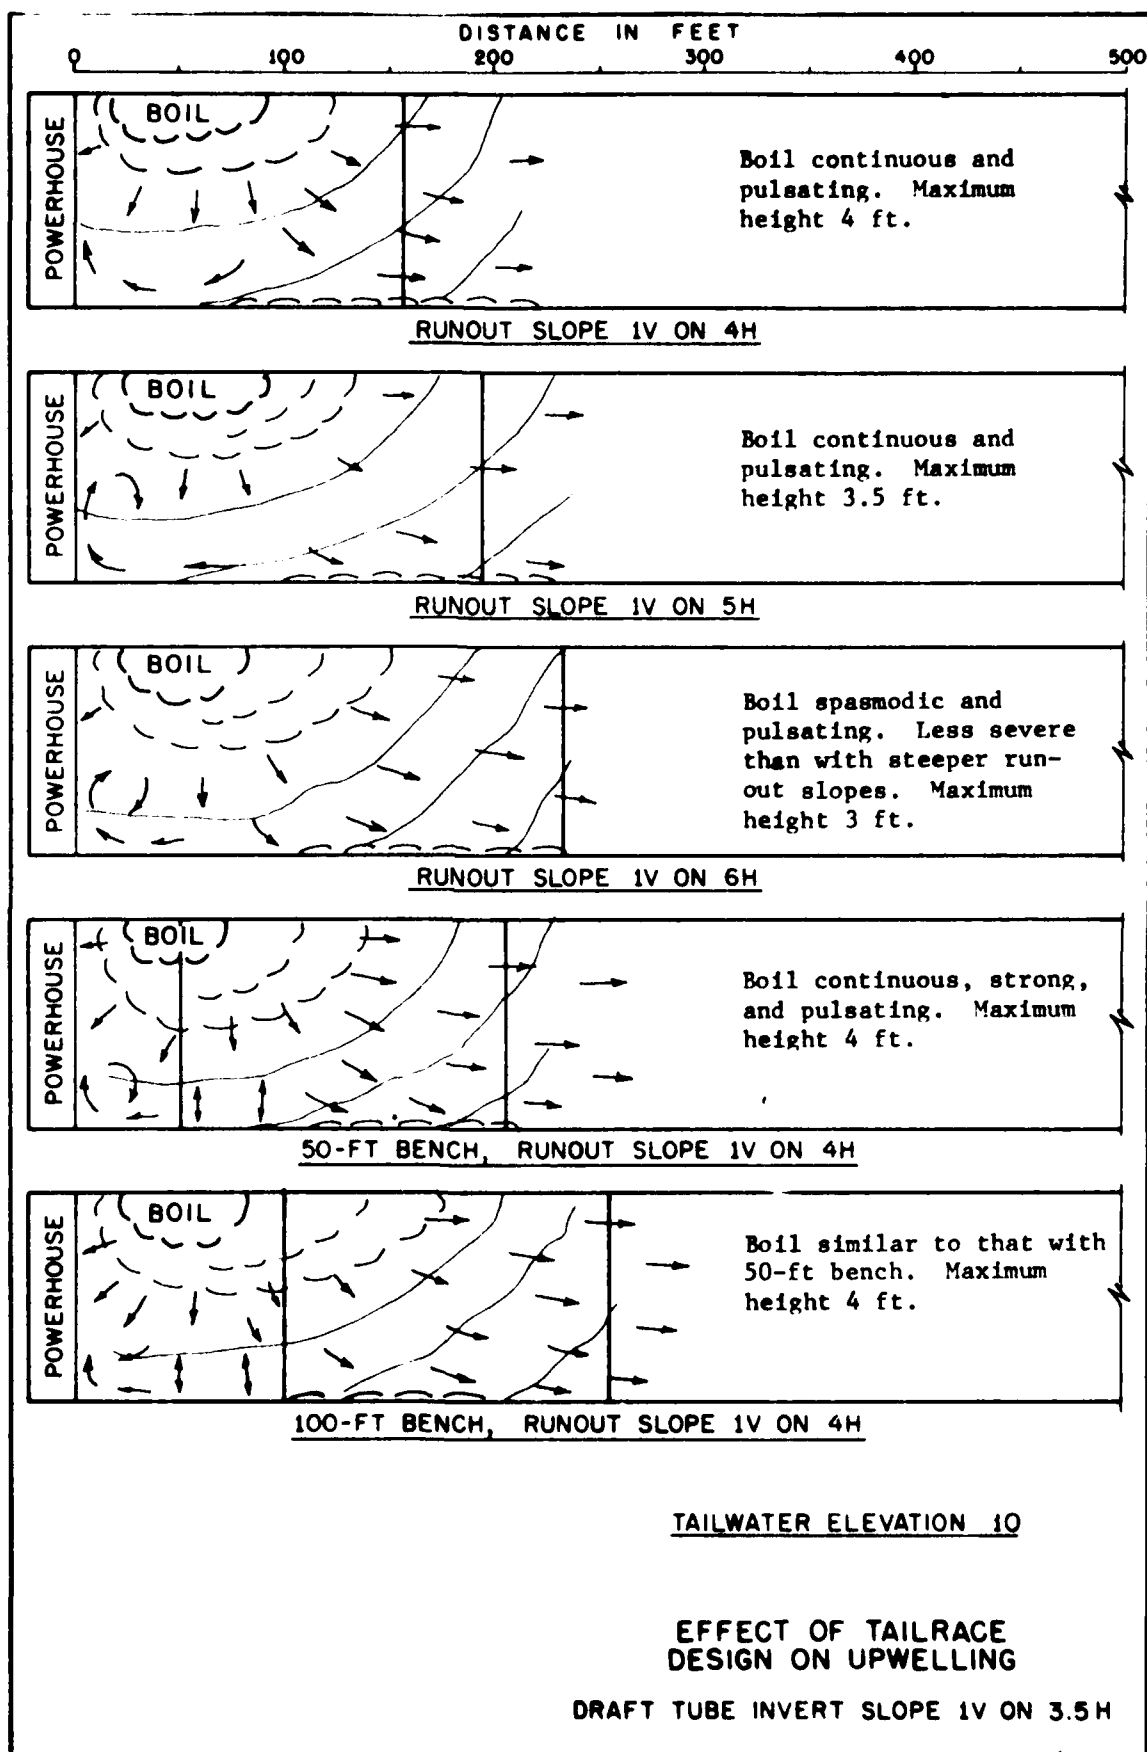 DISTANCE IN FEET
0 100 200 300 400 500
POWERHOUSE
BOIL
Boil continuous and
pulsating. Maximum
height 4 ft.
RUNOUT SLOPE 1V ON 4H
POWERHOUSE
BOIL
Boil continuous and
pulsating. Maximum
height 3.5 ft.
RUNOUT SLOPE 1V ON 5H
POWERHOUSE
BOIL
Boil spasmodic and
pulsating. Less severe
than with steeper run-
out slopes. Maximum
height 3 ft.
RUNOUT SLOPE 1V ON 6H
POWERHOUSE
BOIL
Boil continuous, strong,
and pulsating. Maximum
height 4 ft.
50-FT BENCH, RUNOUT SLOPE 1V ON 4H
POWERHOUSE
BOIL
Boil similar to that with
50-ft bench. Maximum
height 4 ft.
100-FT BENCH, RUNOUT SLOPE 1V ON 4H
TAILWATER ELEVATION 10
EFFECT OF TAILRACE
DESIGN ON UPWELLING
DRAFT TUBE INVERT SLOPE 1V ON 3.5H